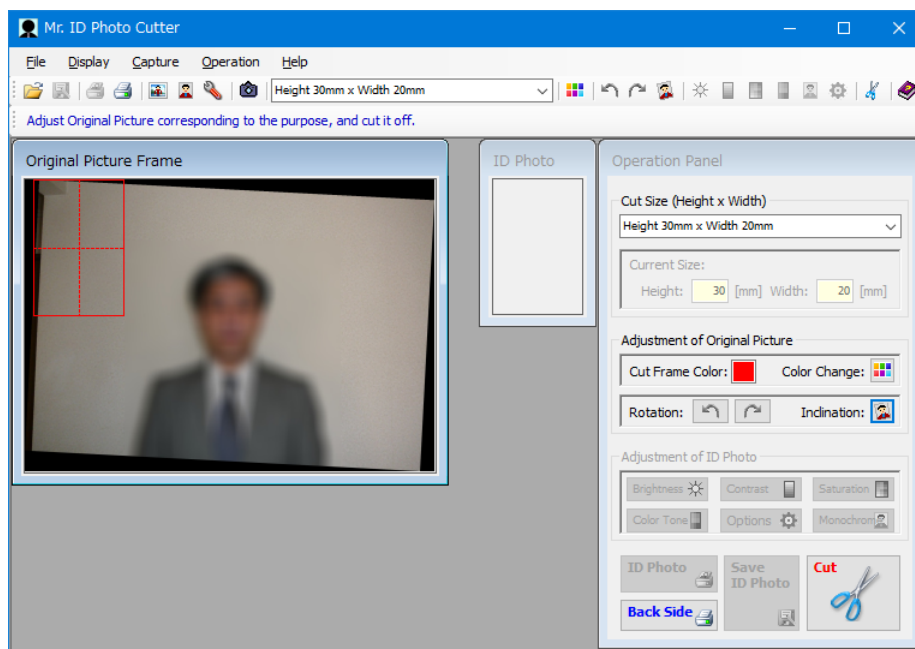 Mr. ID Photo Cutter
File Display Capture Operation Help
Height 30mm x Width 20mm
Adjust Original Picture corresponding to the purpose, and cut it off.
Original Picture Frame
ID Photo
Operation Panel
Cut Size (Height x Width)
Height 30mm x Width 20mm
Current Size:
Height: 30 [mm] Width: 20 [mm]
Adjustment of Original Picture
Cut Frame Color: Color Change:
Rotation: Inclination:
Adjustment of ID Photo
Brightness Contrast Saturation
Color Tone Options Monochrom
ID Photo
Save
ID Photo
Cut
Back Side